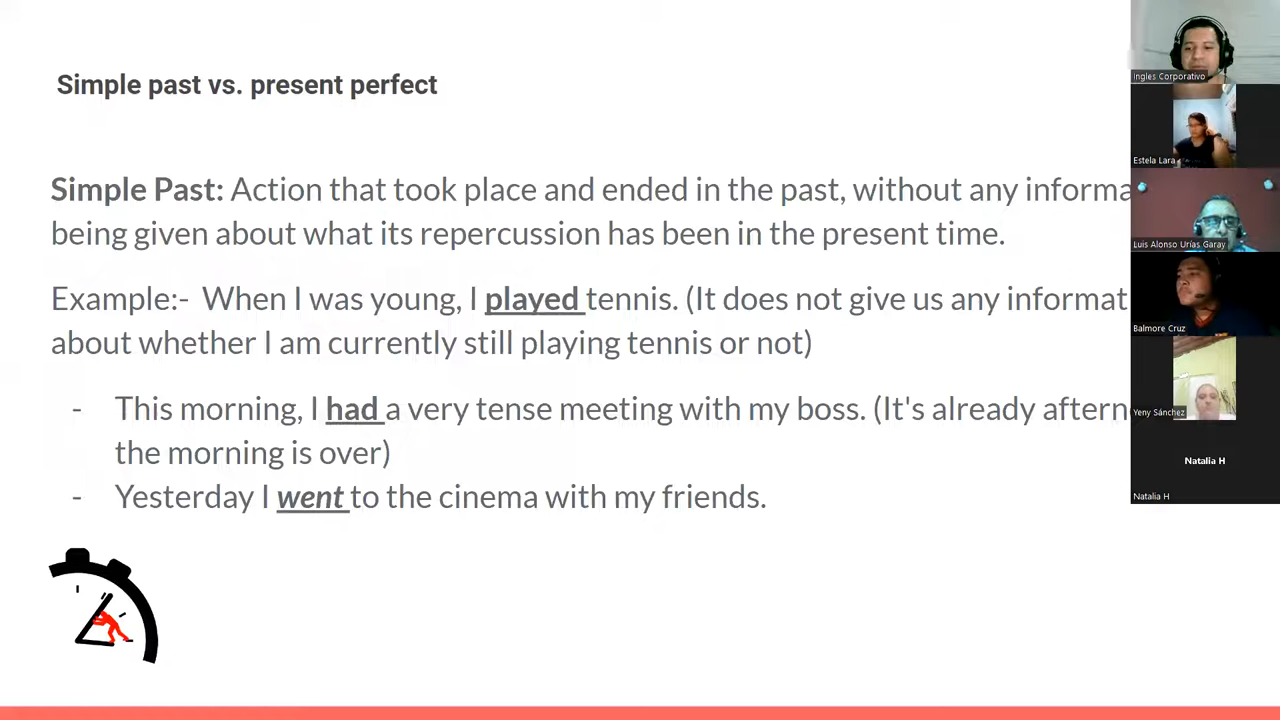 Simple past vs. present perfect
Simple Past: Action that took place and ended in the past, without any informa
being given about what its repercussion has been in the present time.
Example:- When I was young, I played tennis. (It does not give us any informat
about whether I am currently still playing tennis or not)
- This morning, I had a very tense meeting with my boss. (It's already aftern
the morning is over)
- Yesterday I went to the cinema with my friends.
Ingles Corporativo
Estela Lara
Luis Alonso Urías Garay
Balmore Cruz
Yeny Sánchez
Natalia H
Natalia H